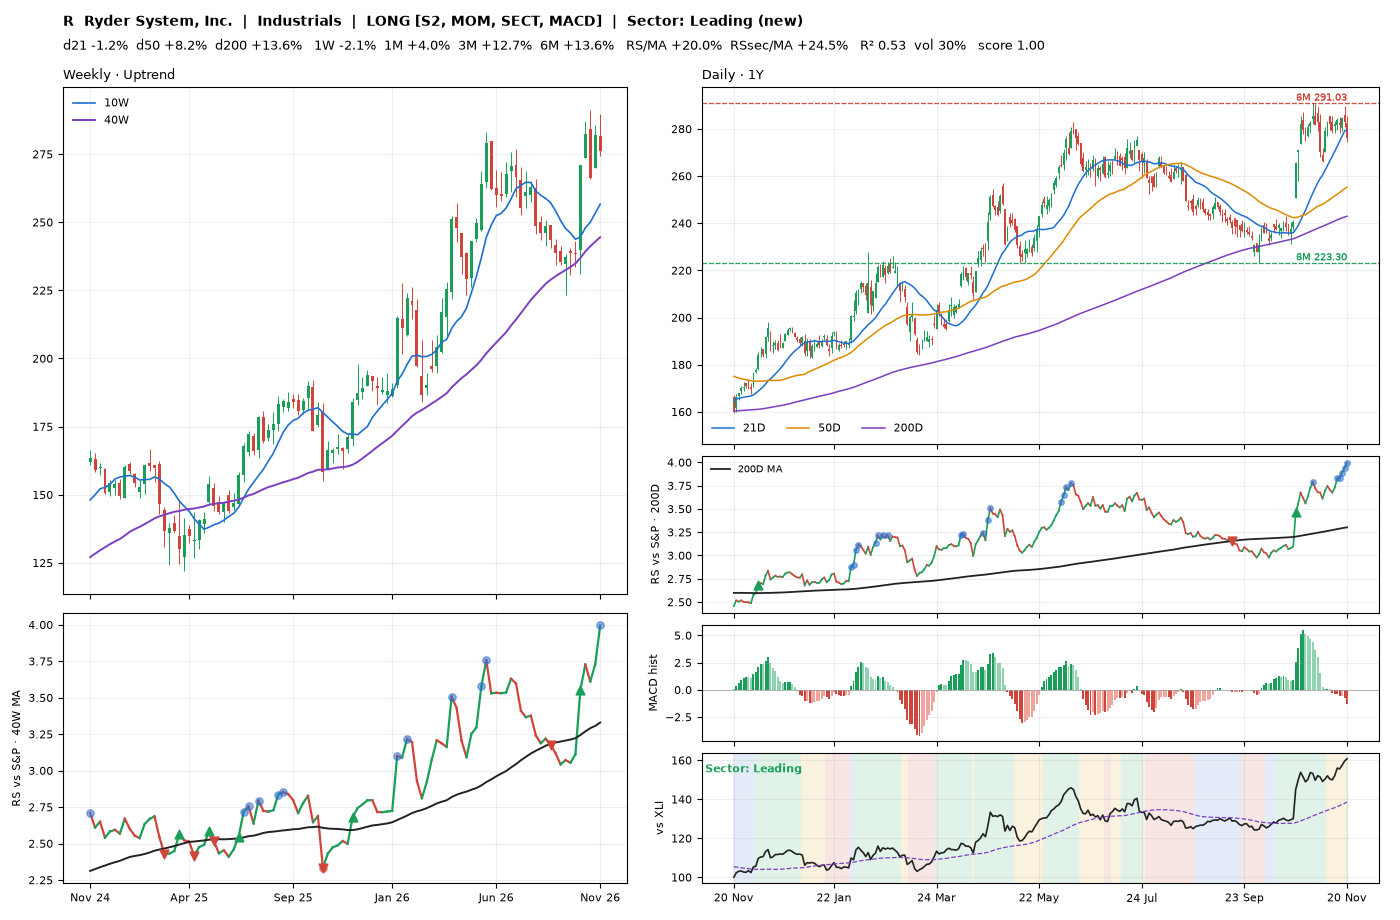 R  Ryder System, Inc.  |  Industrials  |  LONG [S2, MOM, SECT, MACD]  |  Sector: Leading (new)
d21 -1.2%  d50 +8.2%  d200 +13.6%   1W -2.1%  1M +4.0%  3M +12.7%  6M +13.6%   RS/MA +20.0%  RSsec/MA +24.5%   R² 0.53  vol 30%   score 1.00
Weekly · Uptrend
10W
40W
275
250
225
200
175
150
125
RS vs S&P · 40W MA
4.00
3.75
3.50
3.25
3.00
2.75
2.50
2.25
Nov 24
Apr 25
Sep 25
Jan 26
Jun 26
Nov 26
Daily · 1Y
6M 291.03
6M 223.30
280
260
240
220
200
180
160
21D
50D
200D
RS vs S&P · 200D
200D MA
4.00
3.75
3.50
3.25
3.00
2.75
2.50
MACD hist
5.0
2.5
0.0
−2.5
vs XLI
Sector: Leading
160
140
120
100
20 Nov
22 Jan
24 Mar
22 May
24 Jul
23 Sep
20 Nov